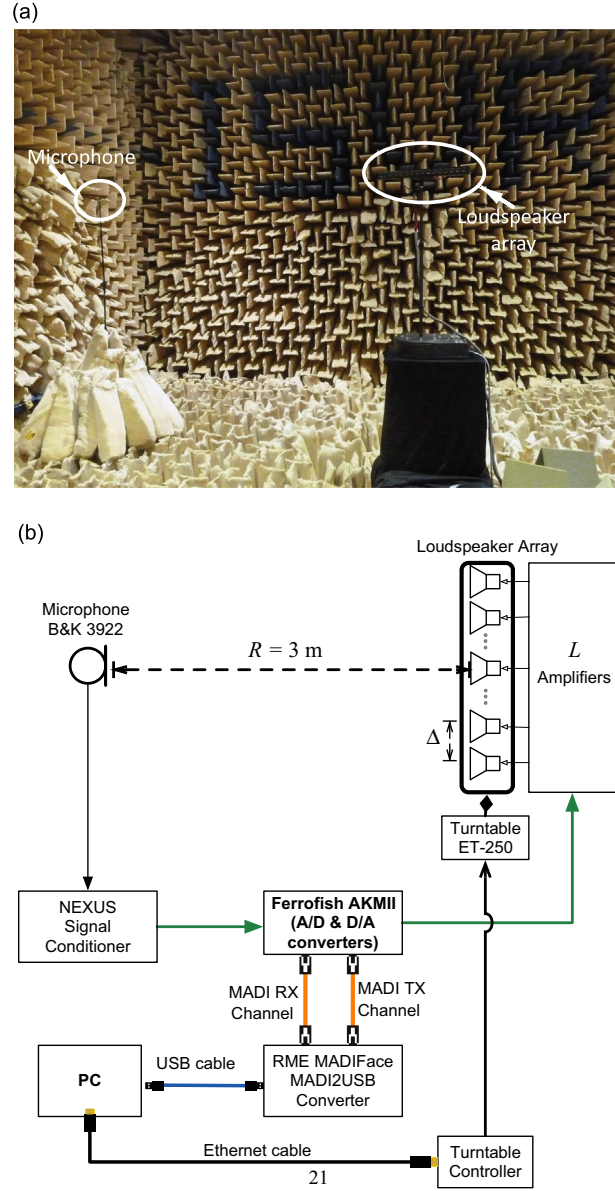 (a)
Microphone
Loudspeaker
array
(b)
Loudspeaker Array
Microphone
B&K 3922
R = 3 m
L
Amplifiers
Δ
Turntable
ET-250
NEXUS
Signal
Conditioner
Ferrofish AKMII
(A/D & D/A
converters)
MADI RX
Channel
MADI TX
Channel
USB cable
PC
RME MADIFace
MADI2USB
Converter
Ethernet cable
Turntable
Controller
21